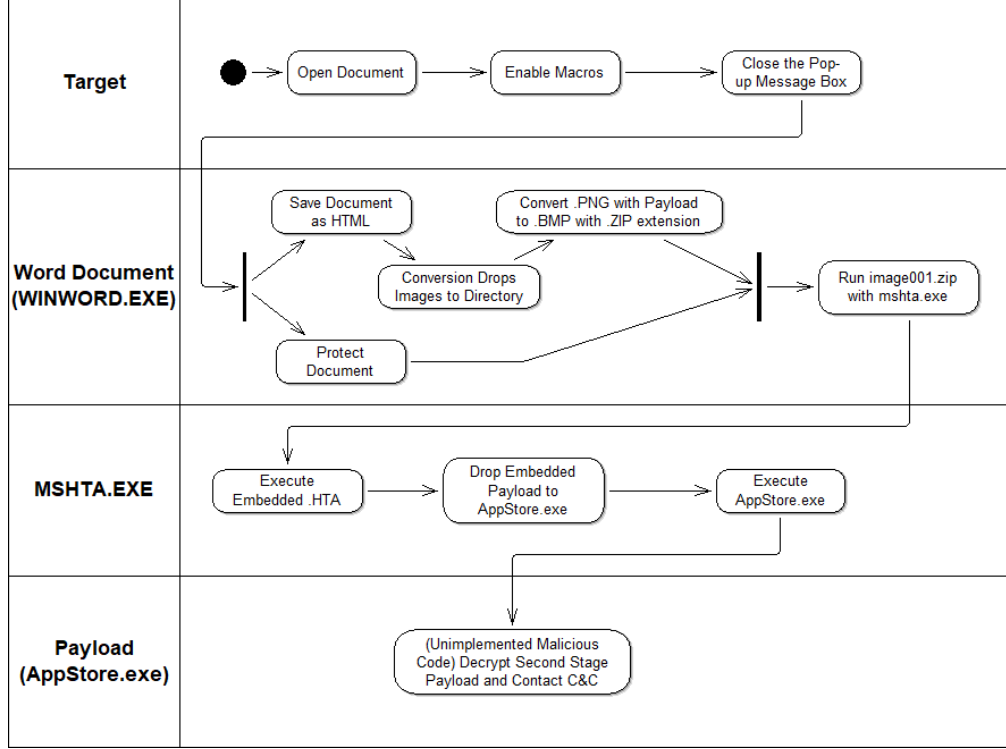 Target
Open Document
Enable Macros
Close the Pop-
up Message Box
Word Document
(WINWORD.EXE)
Save Document
as HTML
Conversion Drops
Images to Directory
Convert .PNG with Payload
to .BMP with .ZIP extension
Protect
Document
Run image001.zip
with mshta.exe
MSHTA.EXE
Execute
Embedded .HTA
Drop Embedded
Payload to
AppStore.exe
Execute
AppStore.exe
Payload
(AppStore.exe)
(Unimplemented Malicious
Code) Decrypt Second Stage
Payload and Contact C&C